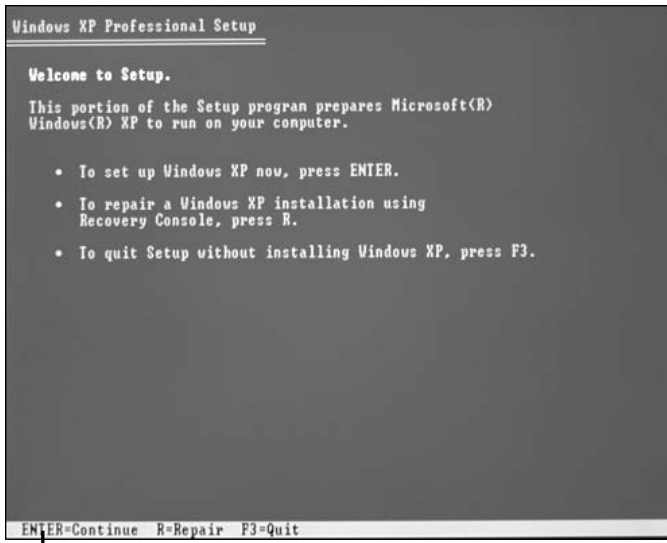 Windows XP Professional Setup
Welcome to Setup.
This portion of the Setup program prepares Microsoft(R)
Windows(R) XP to run on your computer.
• To set up Windows XP now, press ENTER.
• To repair a Windows XP installation using
Recovery Console, press R.
• To quit Setup without installing Windows XP, press F3.
ENTER=Continue R=Repair F3=Quit